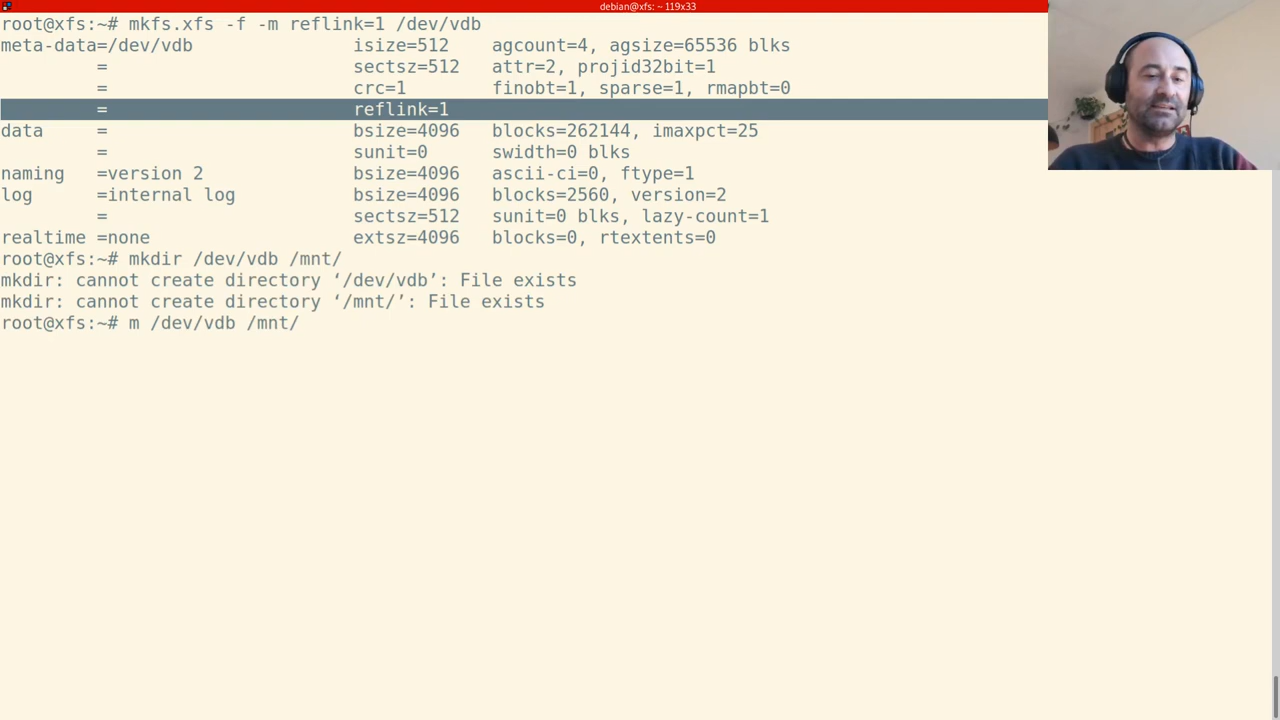 debian@xfs: ~ 119x33
root@xfs:~# mkfs.xfs -f -m reflink=1 /dev/vdb
meta-data=/dev/vdb               isize=512    agcount=4, agsize=65536 blks
         =                       sectsz=512   attr=2, projid32bit=1
         =                       crc=1        finobt=1, sparse=1, rmapbt=0
         =                       reflink=1
data     =                       bsize=4096   blocks=262144, imaxpct=25
         =                       sunit=0      swidth=0 blks
naming   =version 2              bsize=4096   ascii-ci=0, ftype=1
log      =internal log           bsize=4096   blocks=2560, version=2
         =                       sectsz=512   sunit=0 blks, lazy-count=1
realtime =none                   extsz=4096   blocks=0, rtextents=0
root@xfs:~# mkdir /dev/vdb /mnt/
mkdir: cannot create directory ‘/dev/vdb’: File exists
mkdir: cannot create directory ‘/mnt/’: File exists
root@xfs:~# m /dev/vdb /mnt/